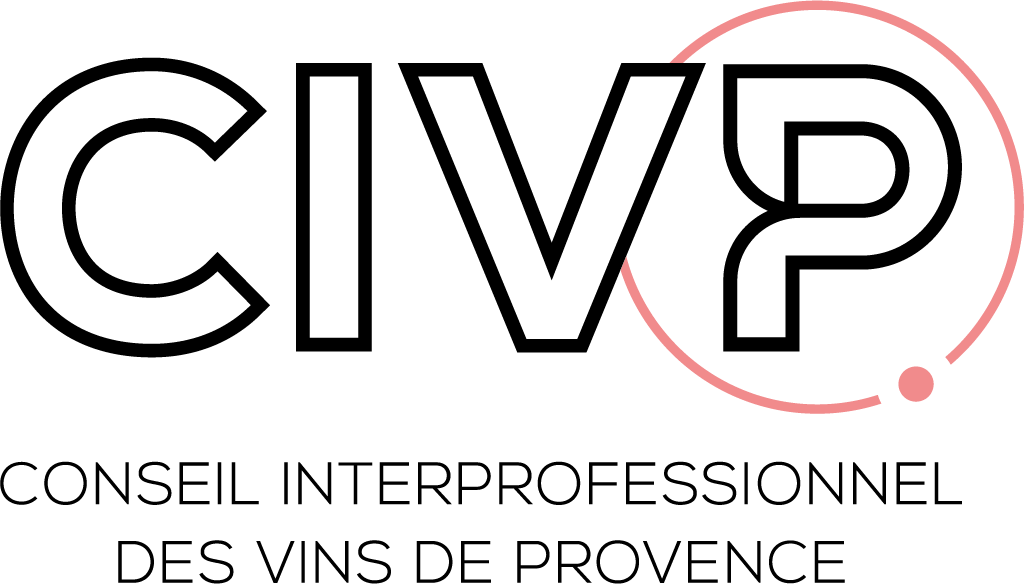 CIVP
CONSEIL INTERPROFESSIONNEL
DES VINS DE PROVENCE